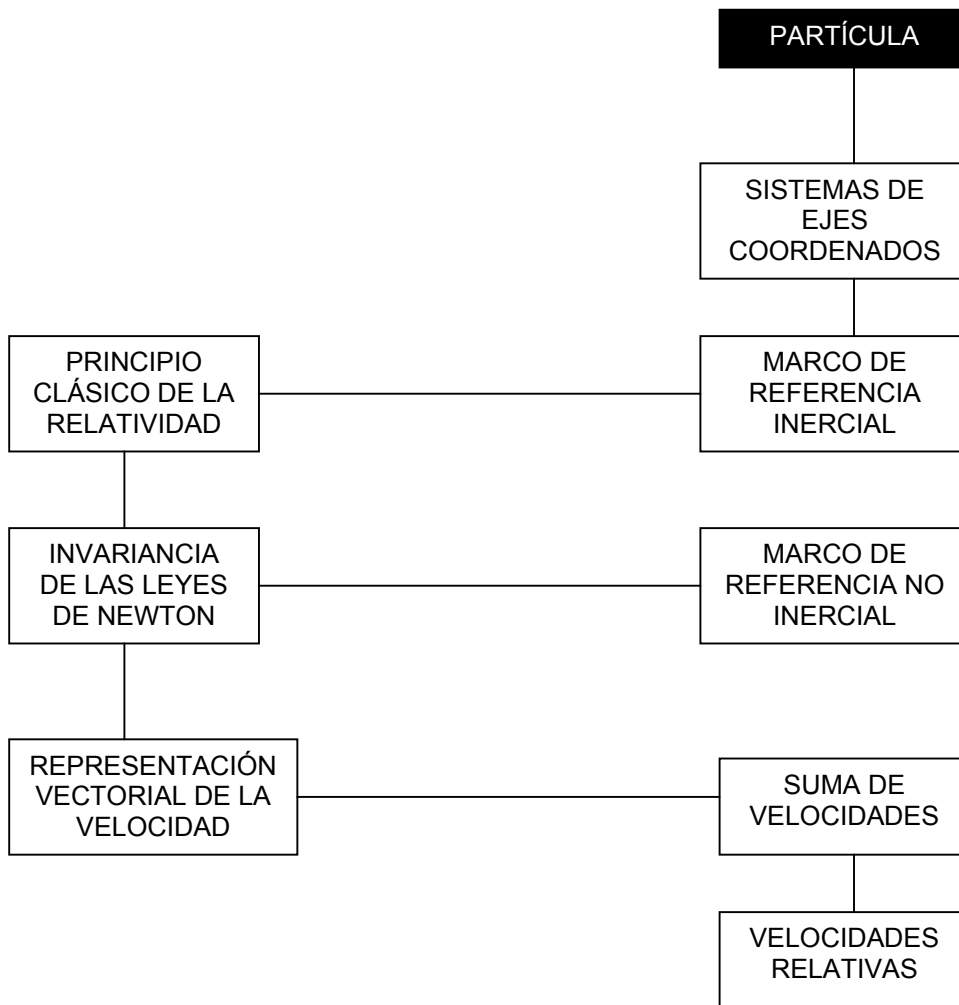 PARTÍCULA
SISTEMAS DE
EJES
COORDENADOS
PRINCIPIO
CLÁSICO DE LA
RELATIVIDAD
MARCO DE
REFERENCIA
INERCIAL
INVARIANCIA
DE LAS LEYES
DE NEWTON
MARCO DE
REFERENCIA NO
INERCIAL
REPRESENTACIÓN
VECTORIAL DE LA
VELOCIDAD
SUMA DE
VELOCIDADES
VELOCIDADES
RELATIVAS